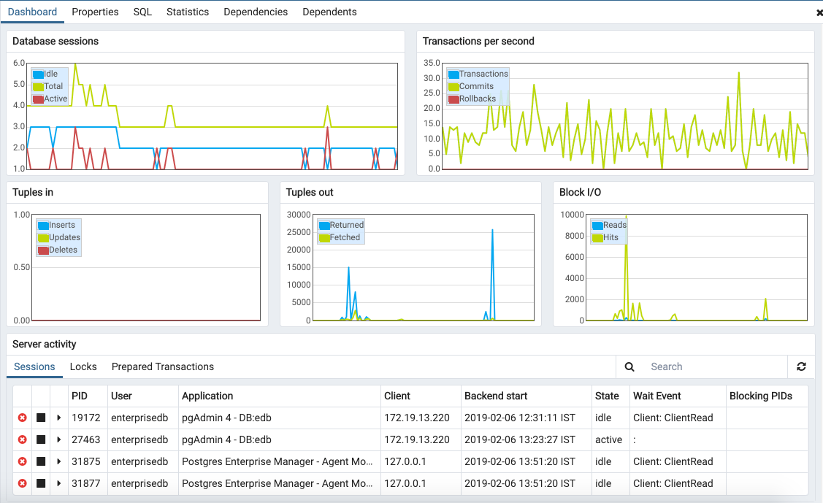 Dashboard Properties SQL Statistics Dependencies Dependents
Database sessions
6.0
5.0
4.0
3.0
2.0
1.0
Idle
Total
Active
Transactions per second
35.0
30.0
25.0
20.0
15.0
10.0
5.0
0.0
Transactions
Commits
Rollbacks
Tuples in
1.00
0.50
0.00
Inserts
Updates
Deletes
Tuples out
30000
25000
20000
15000
10000
5000
0
Returned
Fetched
Block I/O
10000
8000
6000
4000
2000
0
Reads
Hits
Server activity
Sessions Locks Prepared Transactions Search
PID User Application Client Backend start State Wait Event Blocking PIDs
19172 enterprisedb pgAdmin 4 - DB:edb 172.19.13.220 2019-02-06 12:31:11 IST idle Client: ClientRead
27463 enterprisedb pgAdmin 4 - DB:edb 172.19.13.220 2019-02-06 13:23:27 IST active :
31875 enterprisedb Postgres Enterprise Manager - Agent Mo... 127.0.0.1 2019-02-06 13:51:20 IST idle Client: ClientRead
31877 enterprisedb Postgres Enterprise Manager - Agent Mo... 127.0.0.1 2019-02-06 13:51:20 IST idle Client: ClientRead